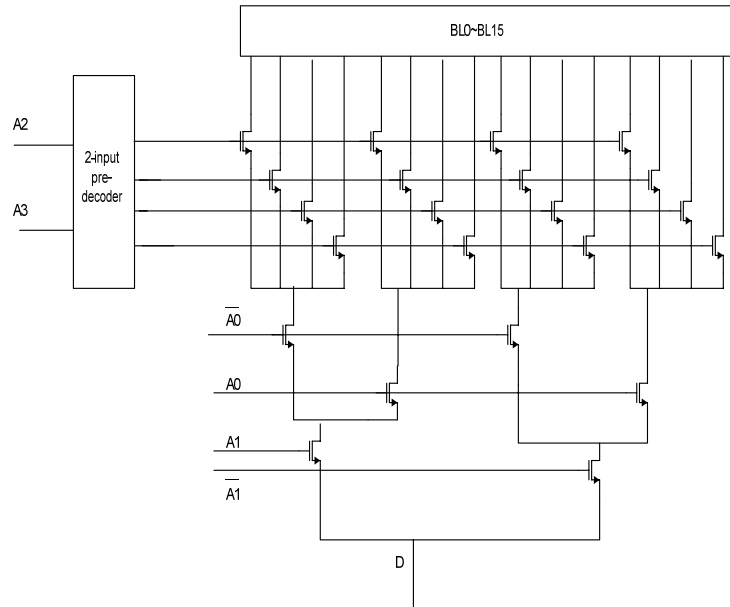 BL0~BL15
A2
2-input
pre-
decoder
A3
A0
A0
A1
A1
D